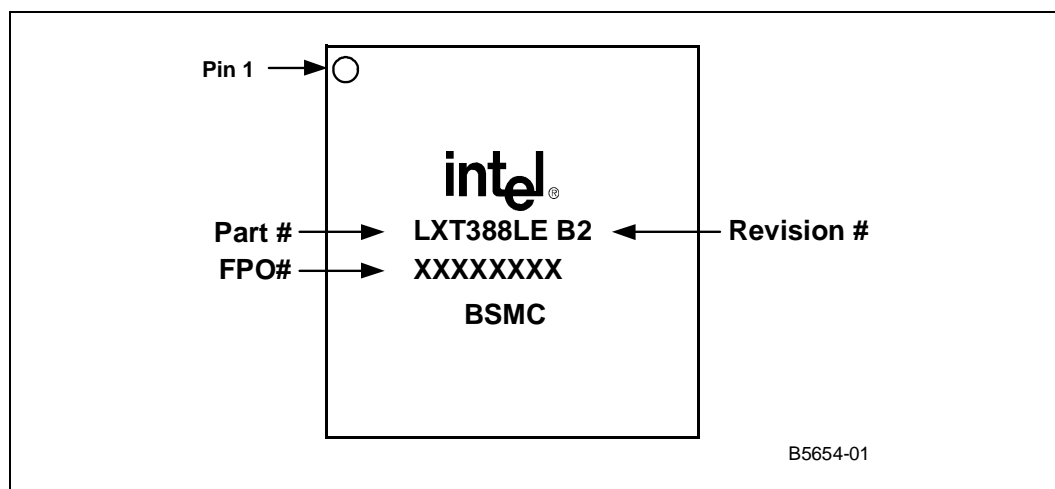 Pin 1
intel®
Part # LXT388LE B2 Revision #
FPO# XXXXXXXX
BSMC
B5654-01